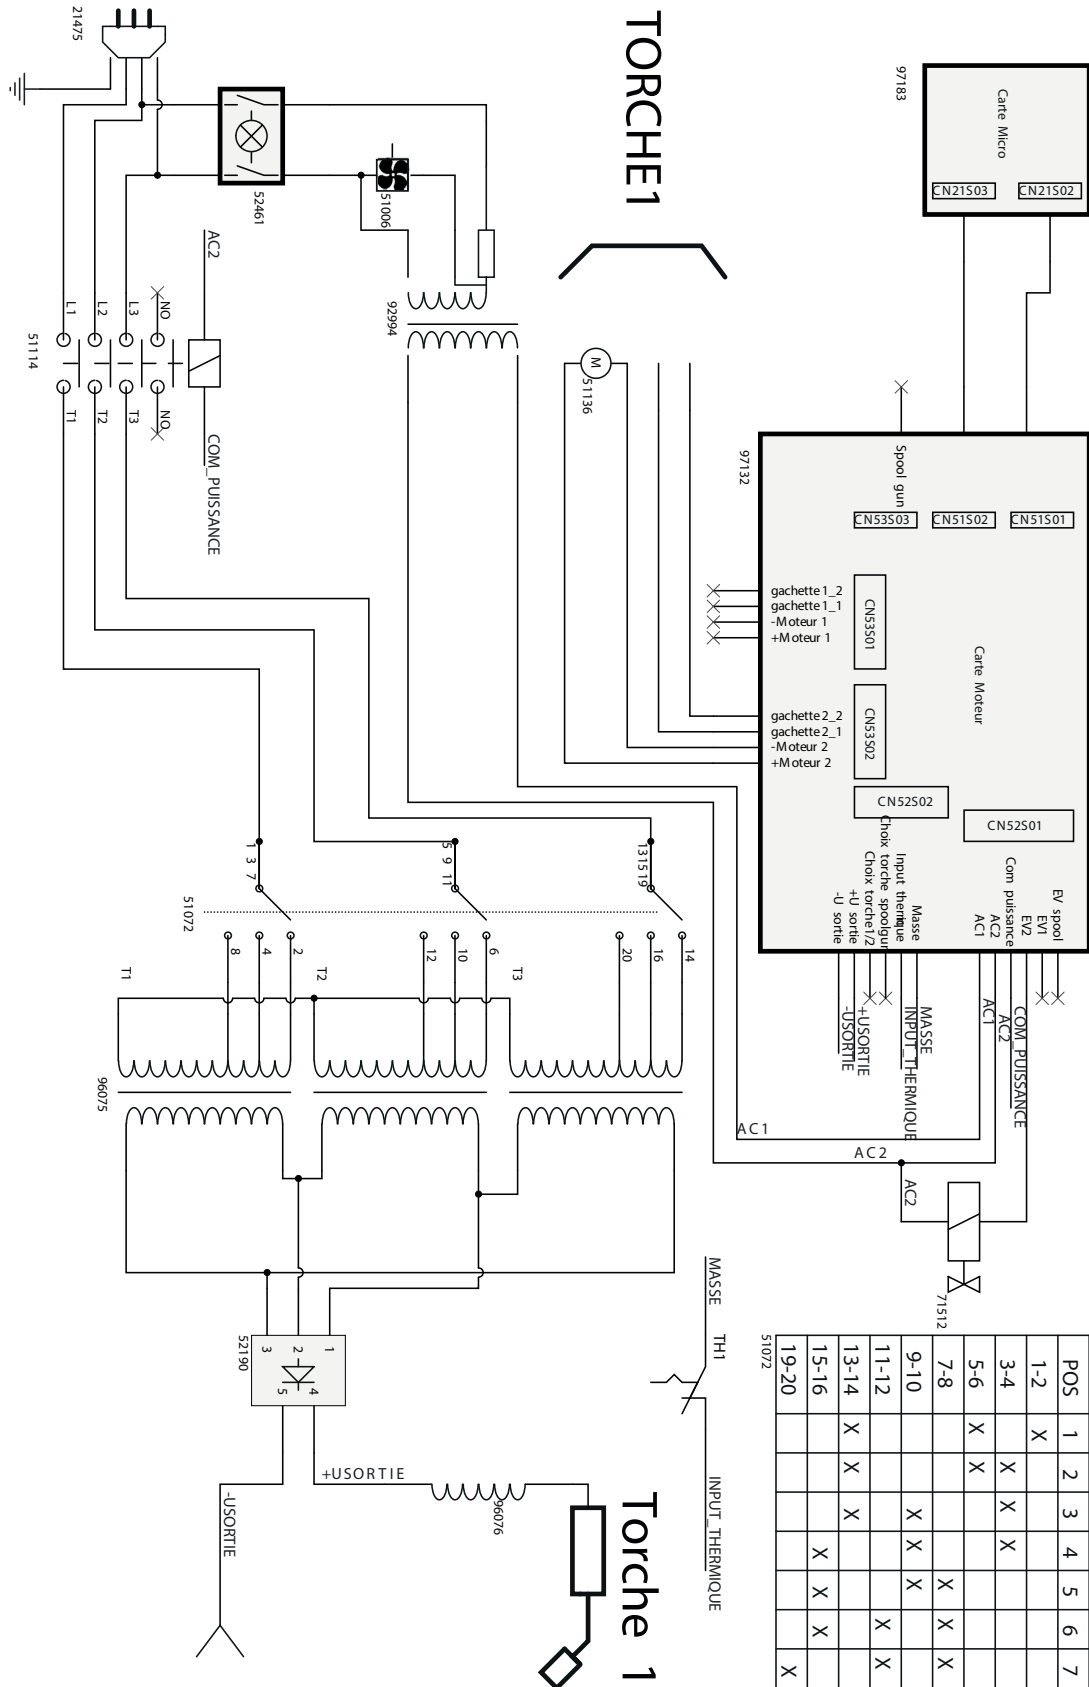 97183
Carte Micro
CN21S03
CN21S02
TORCHE1
21475
52461
51006
92994
AC2
COM_PUISSANCE
NO
L3
L2
L1
NO
T3
T2
T1
51114
M
51136
97132
Spool gun
CN53S03
CN51S02
CN51S01
gachette 1_2
gachette 1_1
-Moteur 1
+Moteur 1
CN53S01
Carte Moteur
gachette 2_2
gachette 2_1
-Moteur 2
+Moteur 2
CN53S02
CN52S02
CN52S01
EV spool
EV1
EV2
Com puissance
AC2
AC1
Masse
Input thermique
Choix torche spoolgun
Choix torche1/2
+U sortie
-U sortie
COM_PUISSANCE
AC2
AC1
MASSE
INPUT_THERMIQUE
+USORTIE
-USORTIE
AC1
AC2
AC2
71512
1 3 7
5 9 11
13 15 19
51072
8
4
2
12
10
6
20
16
14
T1
T2
T3
96075
1
2
3
4
5
52190
MASSE
TH1
INPUT_THERMIQUE
+USORTIE
-USORTIE
96076
Torche 1
POS 1 2 3 4 5 6 7
1-2 X
3-4 X X X
5-6 X X
7-8 X X X
9-10 X X X
11-12 X X
13-14 X X X
15-16 X X X
19-20 X
51072